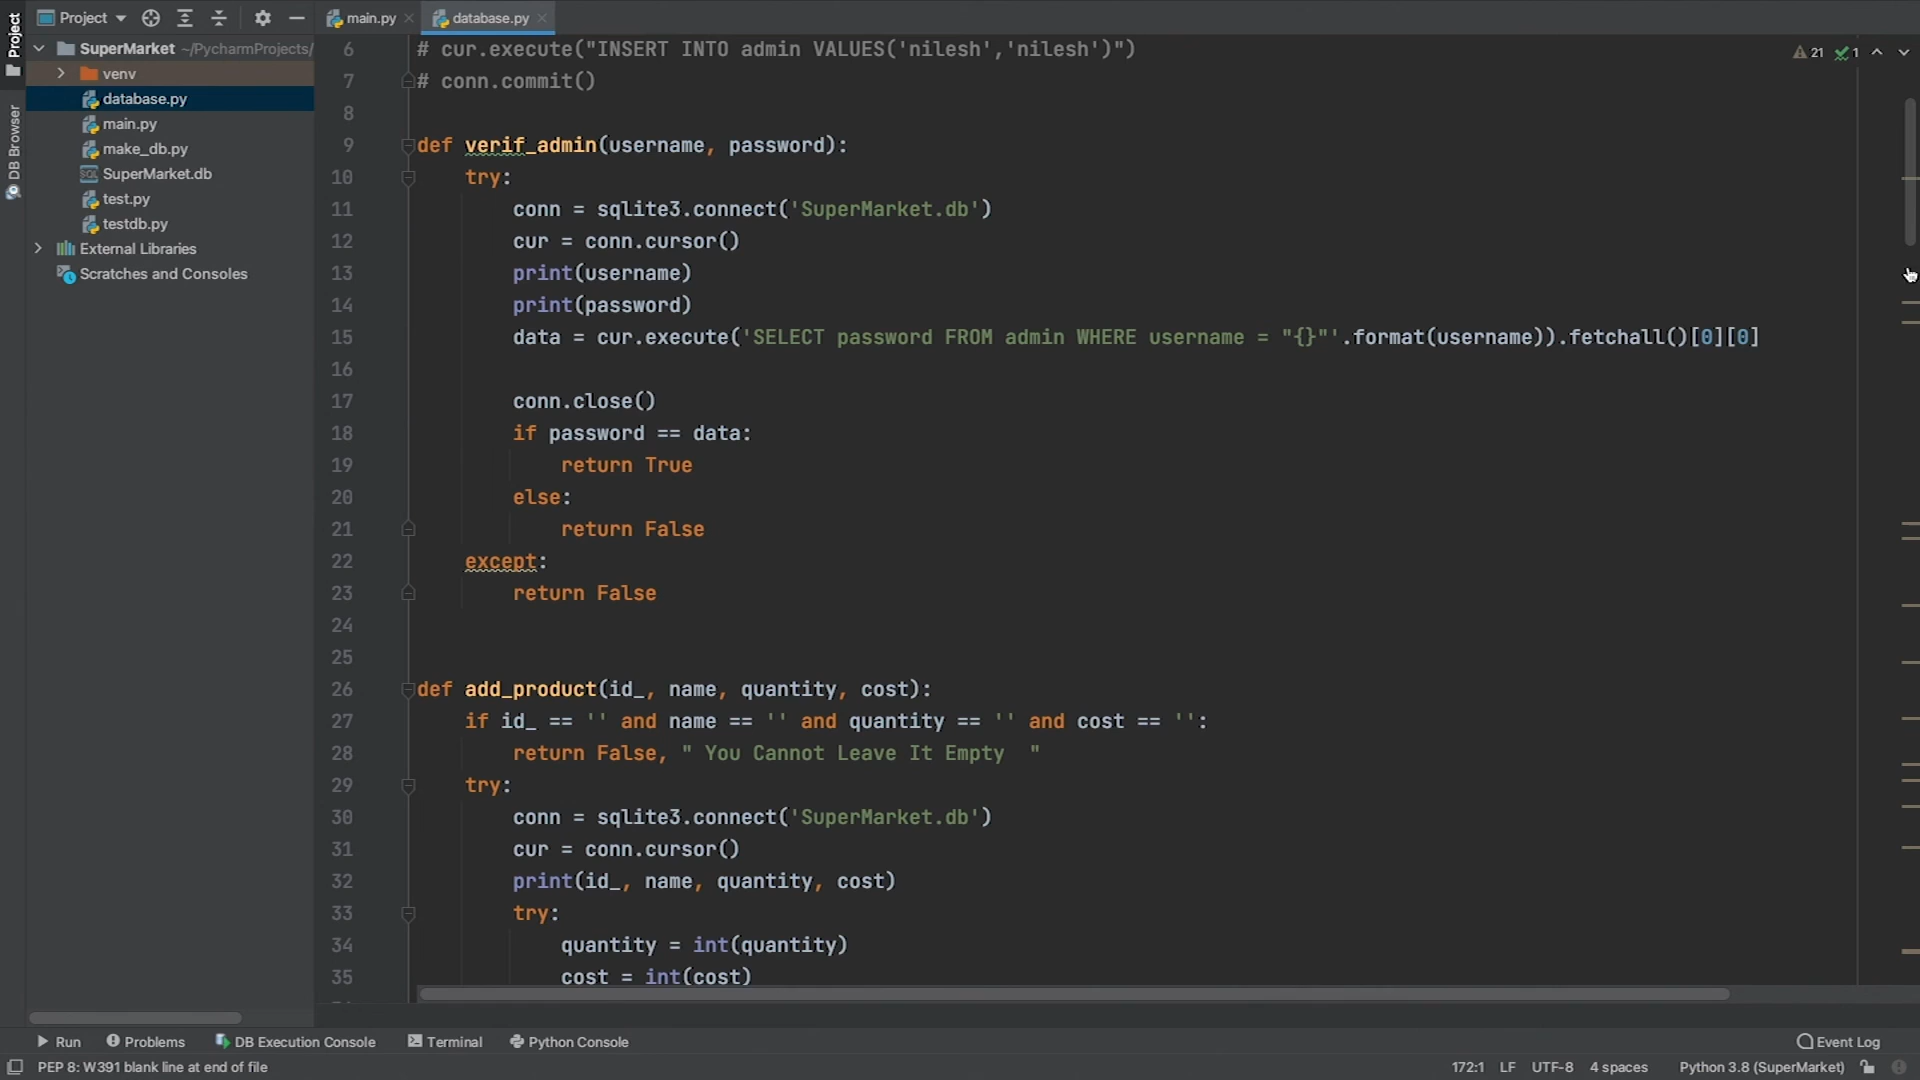 Project
main.py
database.py
Project
SuperMarket ~/PycharmProjects/
venv
database.py
main.py
make_db.py
SuperMarket.db
test.py
testdb.py
External Libraries
Scratches and Consoles
DB Browser
21 1
6 # cur.execute("INSERT INTO admin VALUES('nilesh','nilesh')")
7 # conn.commit()
8
9 def verif_admin(username, password):
10 try:
11 conn = sqlite3.connect('SuperMarket.db')
12 cur = conn.cursor()
13 print(username)
14 print(password)
15 data = cur.execute('SELECT password FROM admin WHERE username = "{}"'.format(username)).fetchall()[0][0]
16
17 conn.close()
18 if password == data:
19 return True
20 else:
21 return False
22 except:
23 return False
24
25
26 def add_product(id_, name, quantity, cost):
27 if id_ == '' and name == '' and quantity == '' and cost == '':
28 return False, " You Cannot Leave It Empty  "
29 try:
30 conn = sqlite3.connect('SuperMarket.db')
31 cur = conn.cursor()
32 print(id_, name, quantity, cost)
33 try:
34 quantity = int(quantity)
35 cost = int(cost)
Run Problems DB Execution Console Terminal Python Console Event Log
PEP 8: W391 blank line at end of file 172:1 LF UTF-8 4 spaces Python 3.8 (SuperMarket)